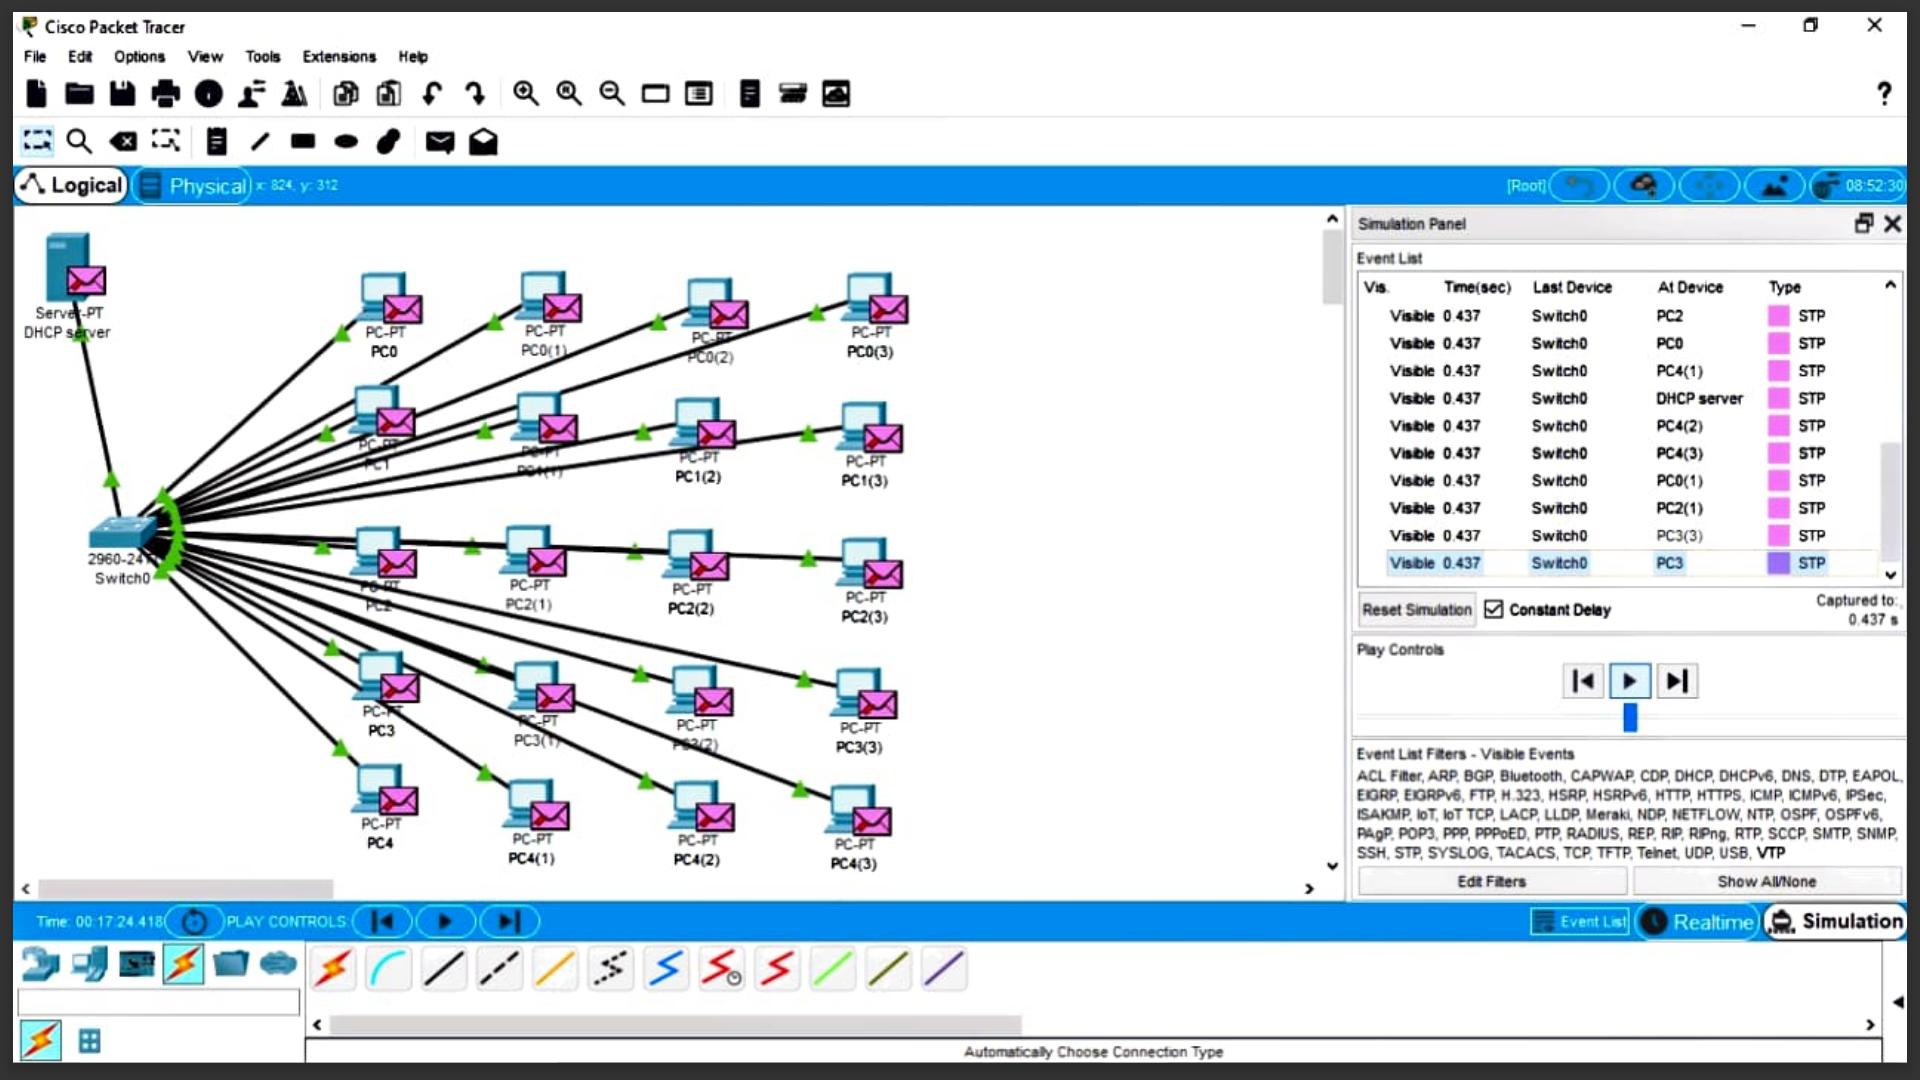 Cisco Packet Tracer
File Edit Options View Tools Extensions Help
?
Logical Physical x: 824, y: 312 [Root] 08:52:30
Simulation Panel
Event List
Vis. Time(sec) Last Device At Device Type
Visible 0.437 Switch0 PC2 STP
Visible 0.437 Switch0 PC0 STP
Visible 0.437 Switch0 PC4(1) STP
Visible 0.437 Switch0 DHCP server STP
Visible 0.437 Switch0 PC4(2) STP
Visible 0.437 Switch0 PC4(3) STP
Visible 0.437 Switch0 PC0(1) STP
Visible 0.437 Switch0 PC2(1) STP
Visible 0.437 Switch0 PC3(3) STP
Visible 0.437 Switch0 PC3 STP
Reset Simulation Constant Delay Captured to:
0.437 s
Play Controls
Event List Filters - Visible Events
ACL Filter, ARP, BGP, Bluetooth, CAPWAP, CDP, DHCP, DHCPv6, DNS, DTP, EAPOL,
EIGRP, EIGRPv6, FTP, H.323, HSRP, HSRPv6, HTTP, HTTPS, ICMP, ICMPv6, IPSec,
ISAKMP, IoT, IoT TCP, LACP, LLDP, Meraki, NDP, NETFLOW, NTP, OSPF, OSPFv6,
PAgP, POP3, PPP, PPPoED, PTP, RADIUS, REP, RIP, RIPng, RTP, SCCP, SMTP, SNMP,
SSH, STP, SYSLOG, TACACS, TCP, TFTP, Telnet, UDP, USB, VTP
Edit Filters Show All/None
Server-PT
DHCP server
PC-PT PC-PT PC-PT PC-PT
PC0 PC0(1) PC0(2) PC0(3)
PC-PT PC-PT PC-PT PC-PT
PC1 PC1(1) PC1(2) PC1(3)
2960-24
Switch0
PC-PT PC-PT PC-PT PC-PT
PC2 PC2(1) PC2(2) PC2(3)
PC-PT PC-PT PC-PT PC-PT
PC3 PC3(1) PC3(2) PC3(3)
PC-PT PC-PT PC-PT PC-PT
PC4 PC4(1) PC4(2) PC4(3)
Time: 00:17:24.418 PLAY CONTROLS: Event List Realtime Simulation
Automatically Choose Connection Type